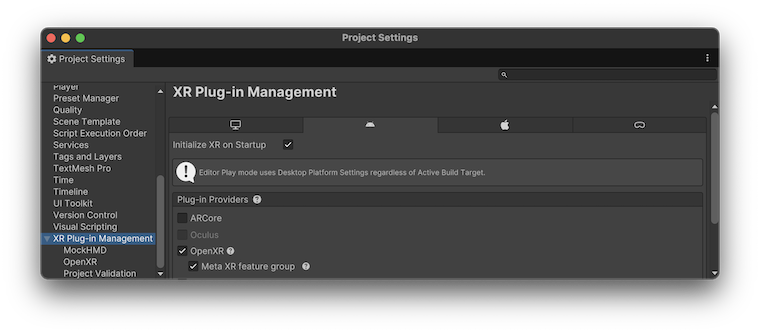 Project Settings
Project Settings
Player
Preset Manager
Quality
Scene Template
Script Execution Order
Services
Tags and Layers
TextMesh Pro
Time
Timeline
UI Toolkit
Version Control
Visual Scripting
XR Plug-in Management
MockHMD
OpenXR
Project Validation
XR Plug-in Management
Initialize XR on Startup
Editor Play mode uses Desktop Platform Settings regardless of Active Build Target.
Plug-in Providers
ARCore
Oculus
OpenXR
Meta XR feature group